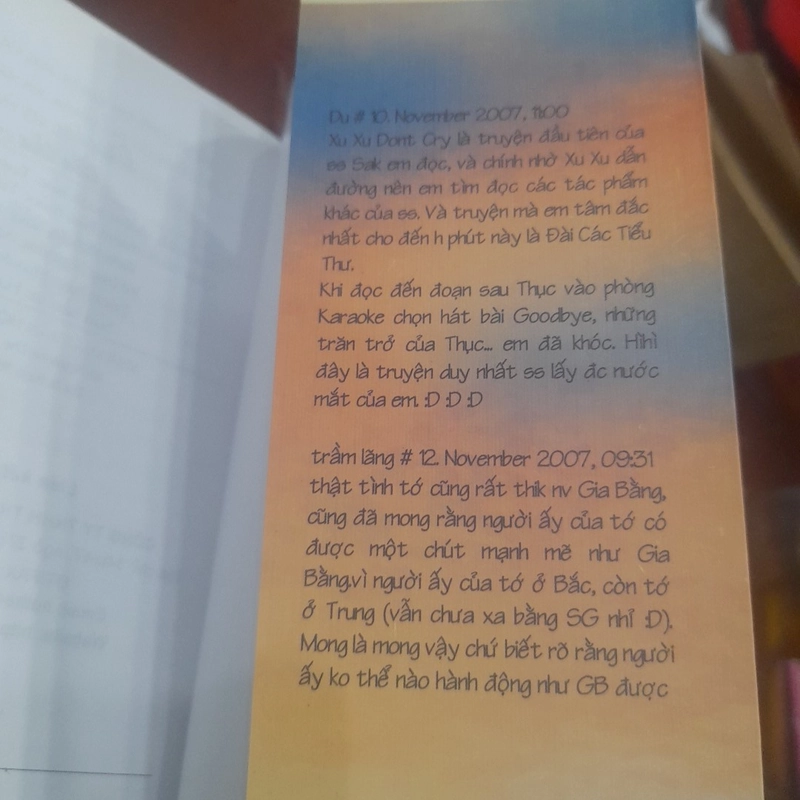 Du # 10. November 2007, 11:00
Xu Xu Dont Cry là truyện đầu tiên của
ss Sak em đọc, và chính nhờ Xu Xu dẫn
đường nên em tìm đọc các tác phẩm
khác của ss. Và truyện mà em tâm đắc
nhất cho đến h phút này là Đài Các Tiểu
Thư.
Khi đọc đến đoạn sau Thục vào phòng
Karaoke chọn hát bài Goodbye, những
trăn trở của Thục... em đã khóc. Hìhì
đây là truyện duy nhất ss lấy đc nước
mắt của em. :D :D :D
trầm lãng # 12. November 2007, 09:31
thật tình tớ cũng rất thik nv Gia Bằng,
cũng đã mong rằng người ấy của tớ có
được một chút mạnh mẽ như Gia
Bằng.vì người ấy của tớ ở Bắc, còn tớ
ở Trung (vẫn chưa xa bằng SG nhỉ :D).
Mong là mong vậy chứ biết rõ rằng người
ấy ko thể nào hành động như GB được